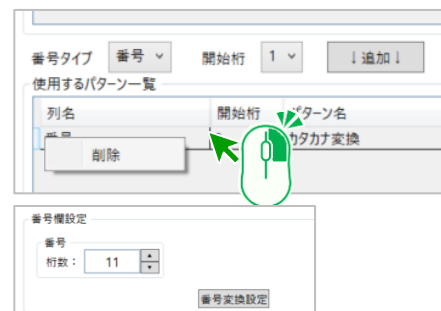 番号タイプ 番号 開始桁 1 ↓追加↓
使用するパターン一覧
列名 開始桁 パターン名
番号 カタカナ変換
削除
番号欄設定
番号
桁数： 11
番号変換設定